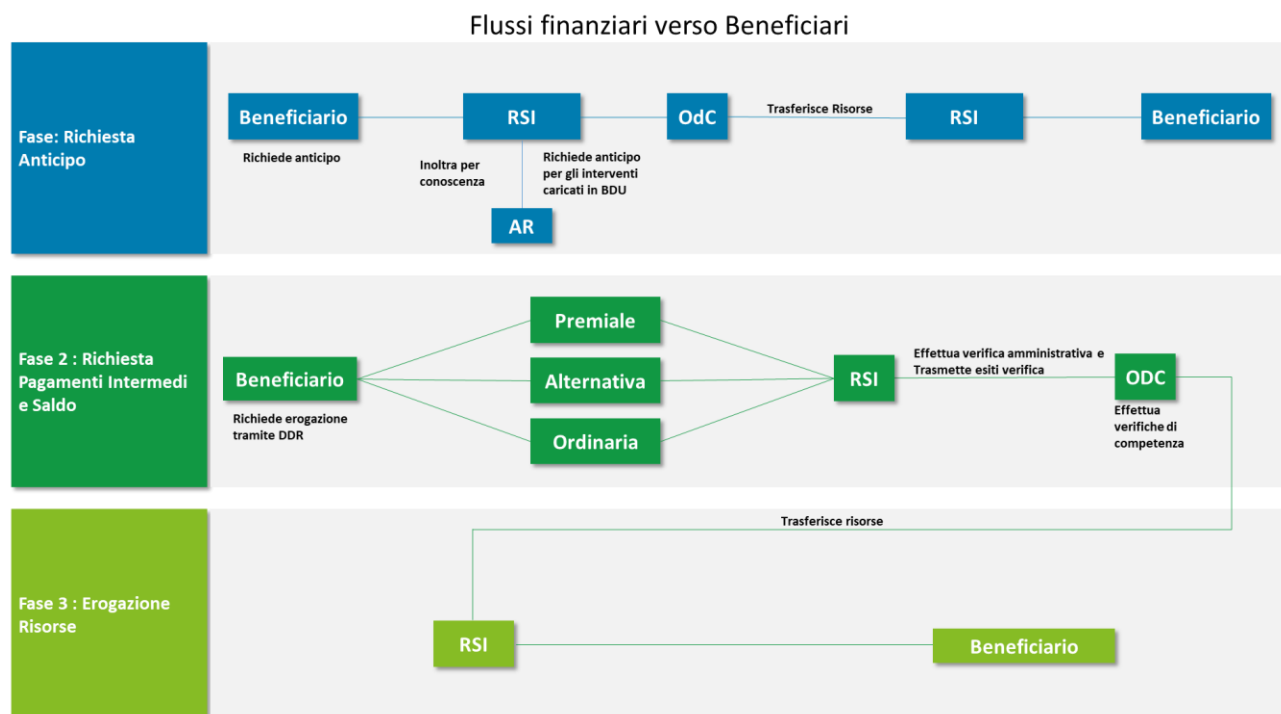 Flussi finanziari verso Beneficiari
Fase: Richiesta
Anticipo
Beneficiario
RSI
OdC
Trasferisce Risorse
RSI
Beneficiario
Richiede anticipo
Inoltra per
conoscenza
Richiede anticipo
per gli interventi
caricati in BDU
AR
Fase 2 : Richiesta
Pagamenti Intermedi
e Saldo
Beneficiario
Richiede erogazione
tramite DDR
Premiale
Alternativa
Ordinaria
RSI
Effettua verifica amministrativa e
Trasmette esiti verifica
ODC
Effettua
verifiche di
competenza
Trasferisce risorse
Fase 3 : Erogazione
Risorse
RSI
Beneficiario